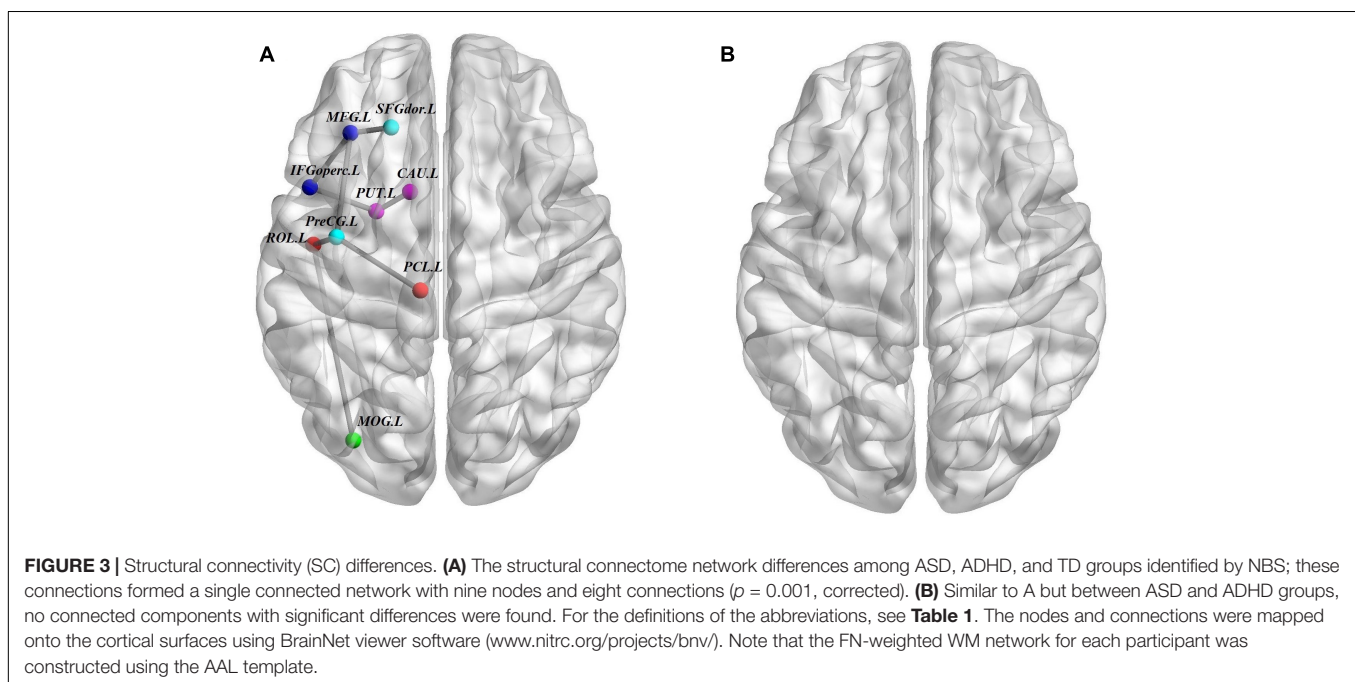 A
B
SFGdor.L
MFG.L
IFGoperc.L
CAU.L
PUT.L
PreCG.L
ROL.L
PCL.L
MOG.L
FIGURE 3 | Structural connectivity (SC) differences. (A) The structural connectome network differences among ASD, ADHD, and TD groups identified by NBS; these
connections formed a single connected network with nine nodes and eight connections (p = 0.001, corrected). (B) Similar to A but between ASD and ADHD groups,
no connected components with significant differences were found. For the definitions of the abbreviations, see Table 1. The nodes and connections were mapped
onto the cortical surfaces using BrainNet viewer software (www.nitrc.org/projects/bnv/). Note that the FN-weighted WM network for each participant was
constructed using the AAL template.